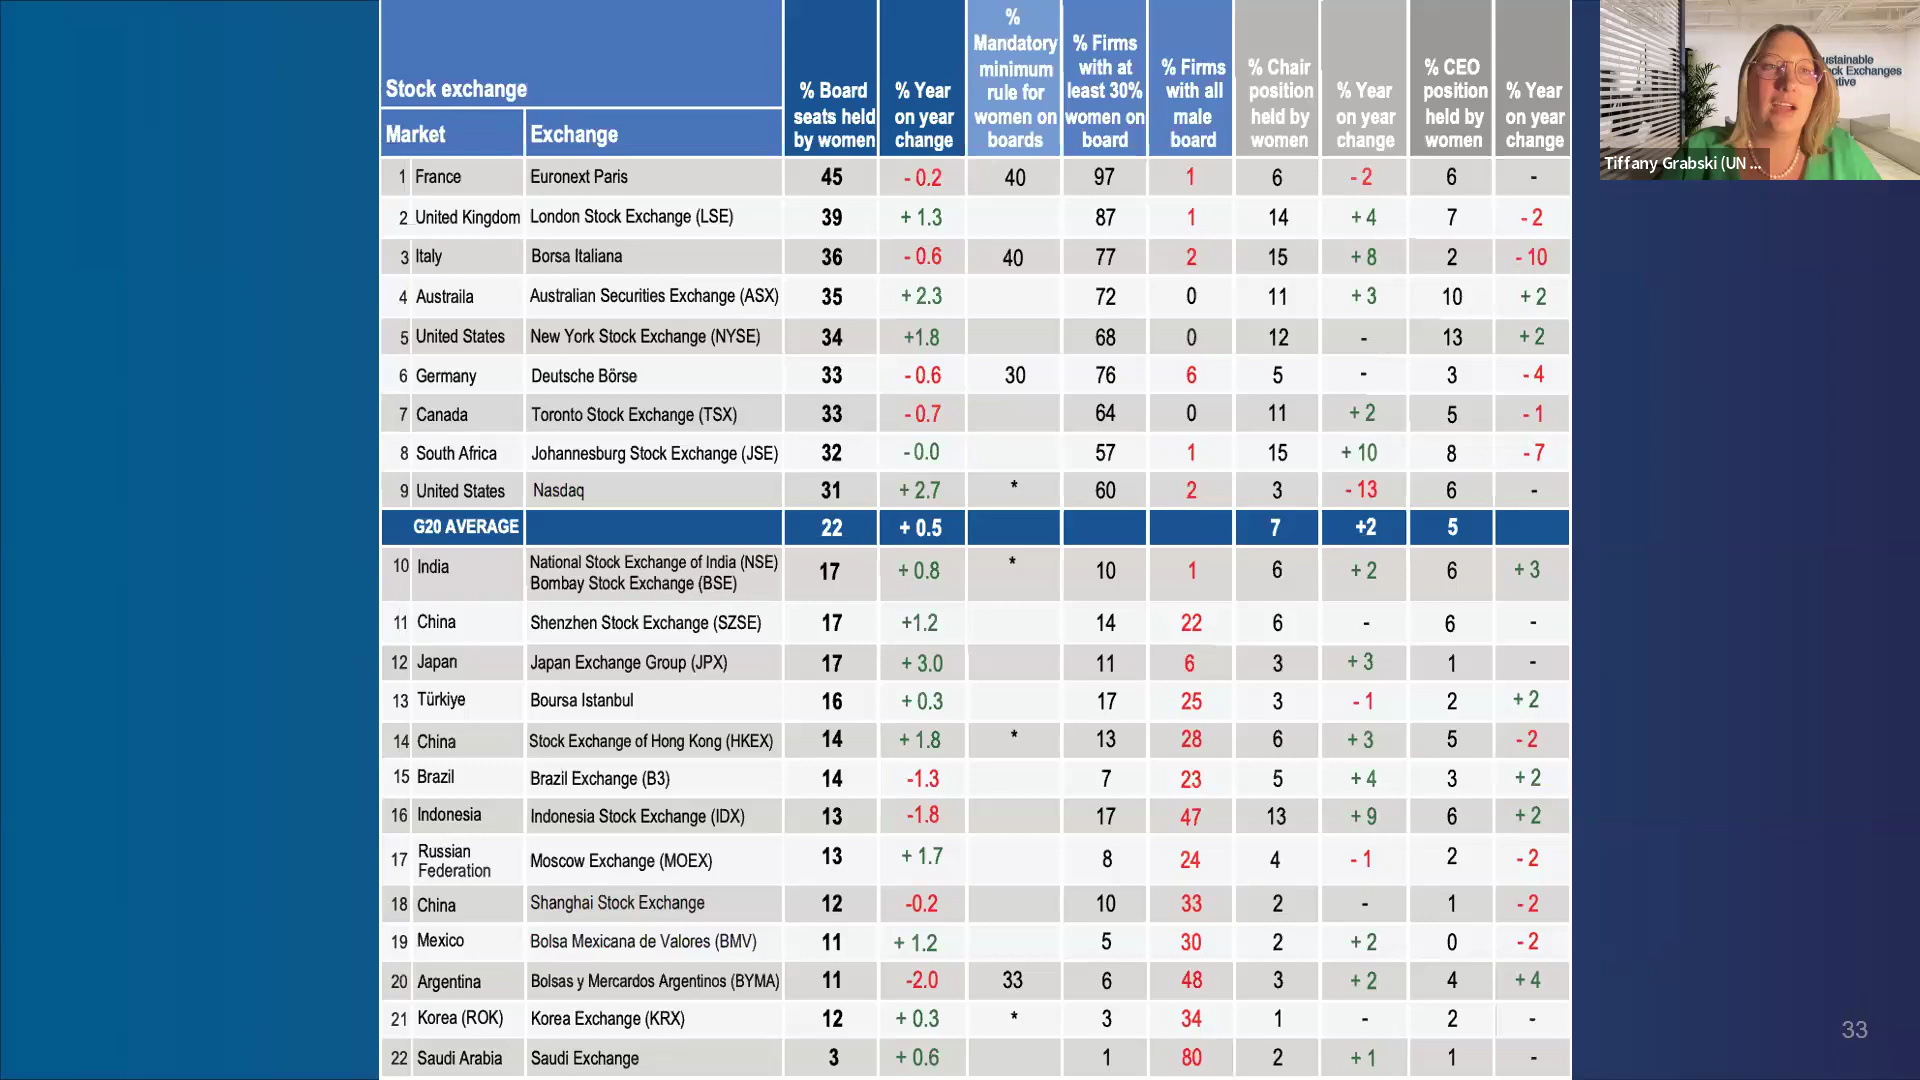 Stock exchange
Market Exchange
% Board
seats held
by women
% Year
on year
change
%
Mandatory
minimum
rule for
women on
boards
% Firms
with at
least 30%
women on
board
% Firms
with all
male
board
% Chair
position
held by
women
% Year
on year
change
% CEO
position
held by
women
% Year
on year
change
1 France Euronext Paris 45 - 0.2 40 97 1 6 - 2 6 -
2 United Kingdom London Stock Exchange (LSE) 39 + 1.3 87 1 14 + 4 7 - 2
3 Italy Borsa Italiana 36 - 0.6 40 77 2 15 + 8 2 - 10
4 Austraila Australian Securities Exchange (ASX) 35 + 2.3 72 0 11 + 3 10 + 2
5 United States New York Stock Exchange (NYSE) 34 +1.8 68 0 12 - 13 + 2
6 Germany Deutsche Börse 33 - 0.6 30 76 6 5 - 3 - 4
7 Canada Toronto Stock Exchange (TSX) 33 - 0.7 64 0 11 + 2 5 - 1
8 South Africa Johannesburg Stock Exchange (JSE) 32 - 0.0 57 1 15 + 10 8 - 7
9 United States Nasdaq 31 + 2.7 * 60 2 3 - 13 6 -
G20 AVERAGE 22 + 0.5 7 +2 5
10 India National Stock Exchange of India (NSE)
Bombay Stock Exchange (BSE) 17 + 0.8 * 10 1 6 + 2 6 + 3
11 China Shenzhen Stock Exchange (SZSE) 17 +1.2 14 22 6 - 6 -
12 Japan Japan Exchange Group (JPX) 17 + 3.0 11 6 3 + 3 1 -
13 Türkiye Boursa Istanbul 16 + 0.3 17 25 3 - 1 2 + 2
14 China Stock Exchange of Hong Kong (HKEX) 14 + 1.8 * 13 28 6 + 3 5 - 2
15 Brazil Brazil Exchange (B3) 14 -1.3 7 23 5 + 4 3 + 2
16 Indonesia Indonesia Stock Exchange (IDX) 13 -1.8 17 47 13 + 9 6 + 2
17 Russian
Federation Moscow Exchange (MOEX) 13 + 1.7 8 24 4 - 1 2 - 2
18 China Shanghai Stock Exchange 12 -0.2 10 33 2 - 1 - 2
19 Mexico Bolsa Mexicana de Valores (BMV) 11 + 1.2 5 30 2 + 2 0 - 2
20 Argentina Bolsas y Mercardos Argentinos (BYMA) 11 -2.0 33 6 48 3 + 2 4 + 4
21 Korea (ROK) Korea Exchange (KRX) 12 + 0.3 * 3 34 1 - 2 -
22 Saudi Arabia Saudi Exchange 3 + 0.6 1 80 2 + 1 1 -
ustainable
ck Exchanges
tiative
Tiffany Grabski (UN ...
33